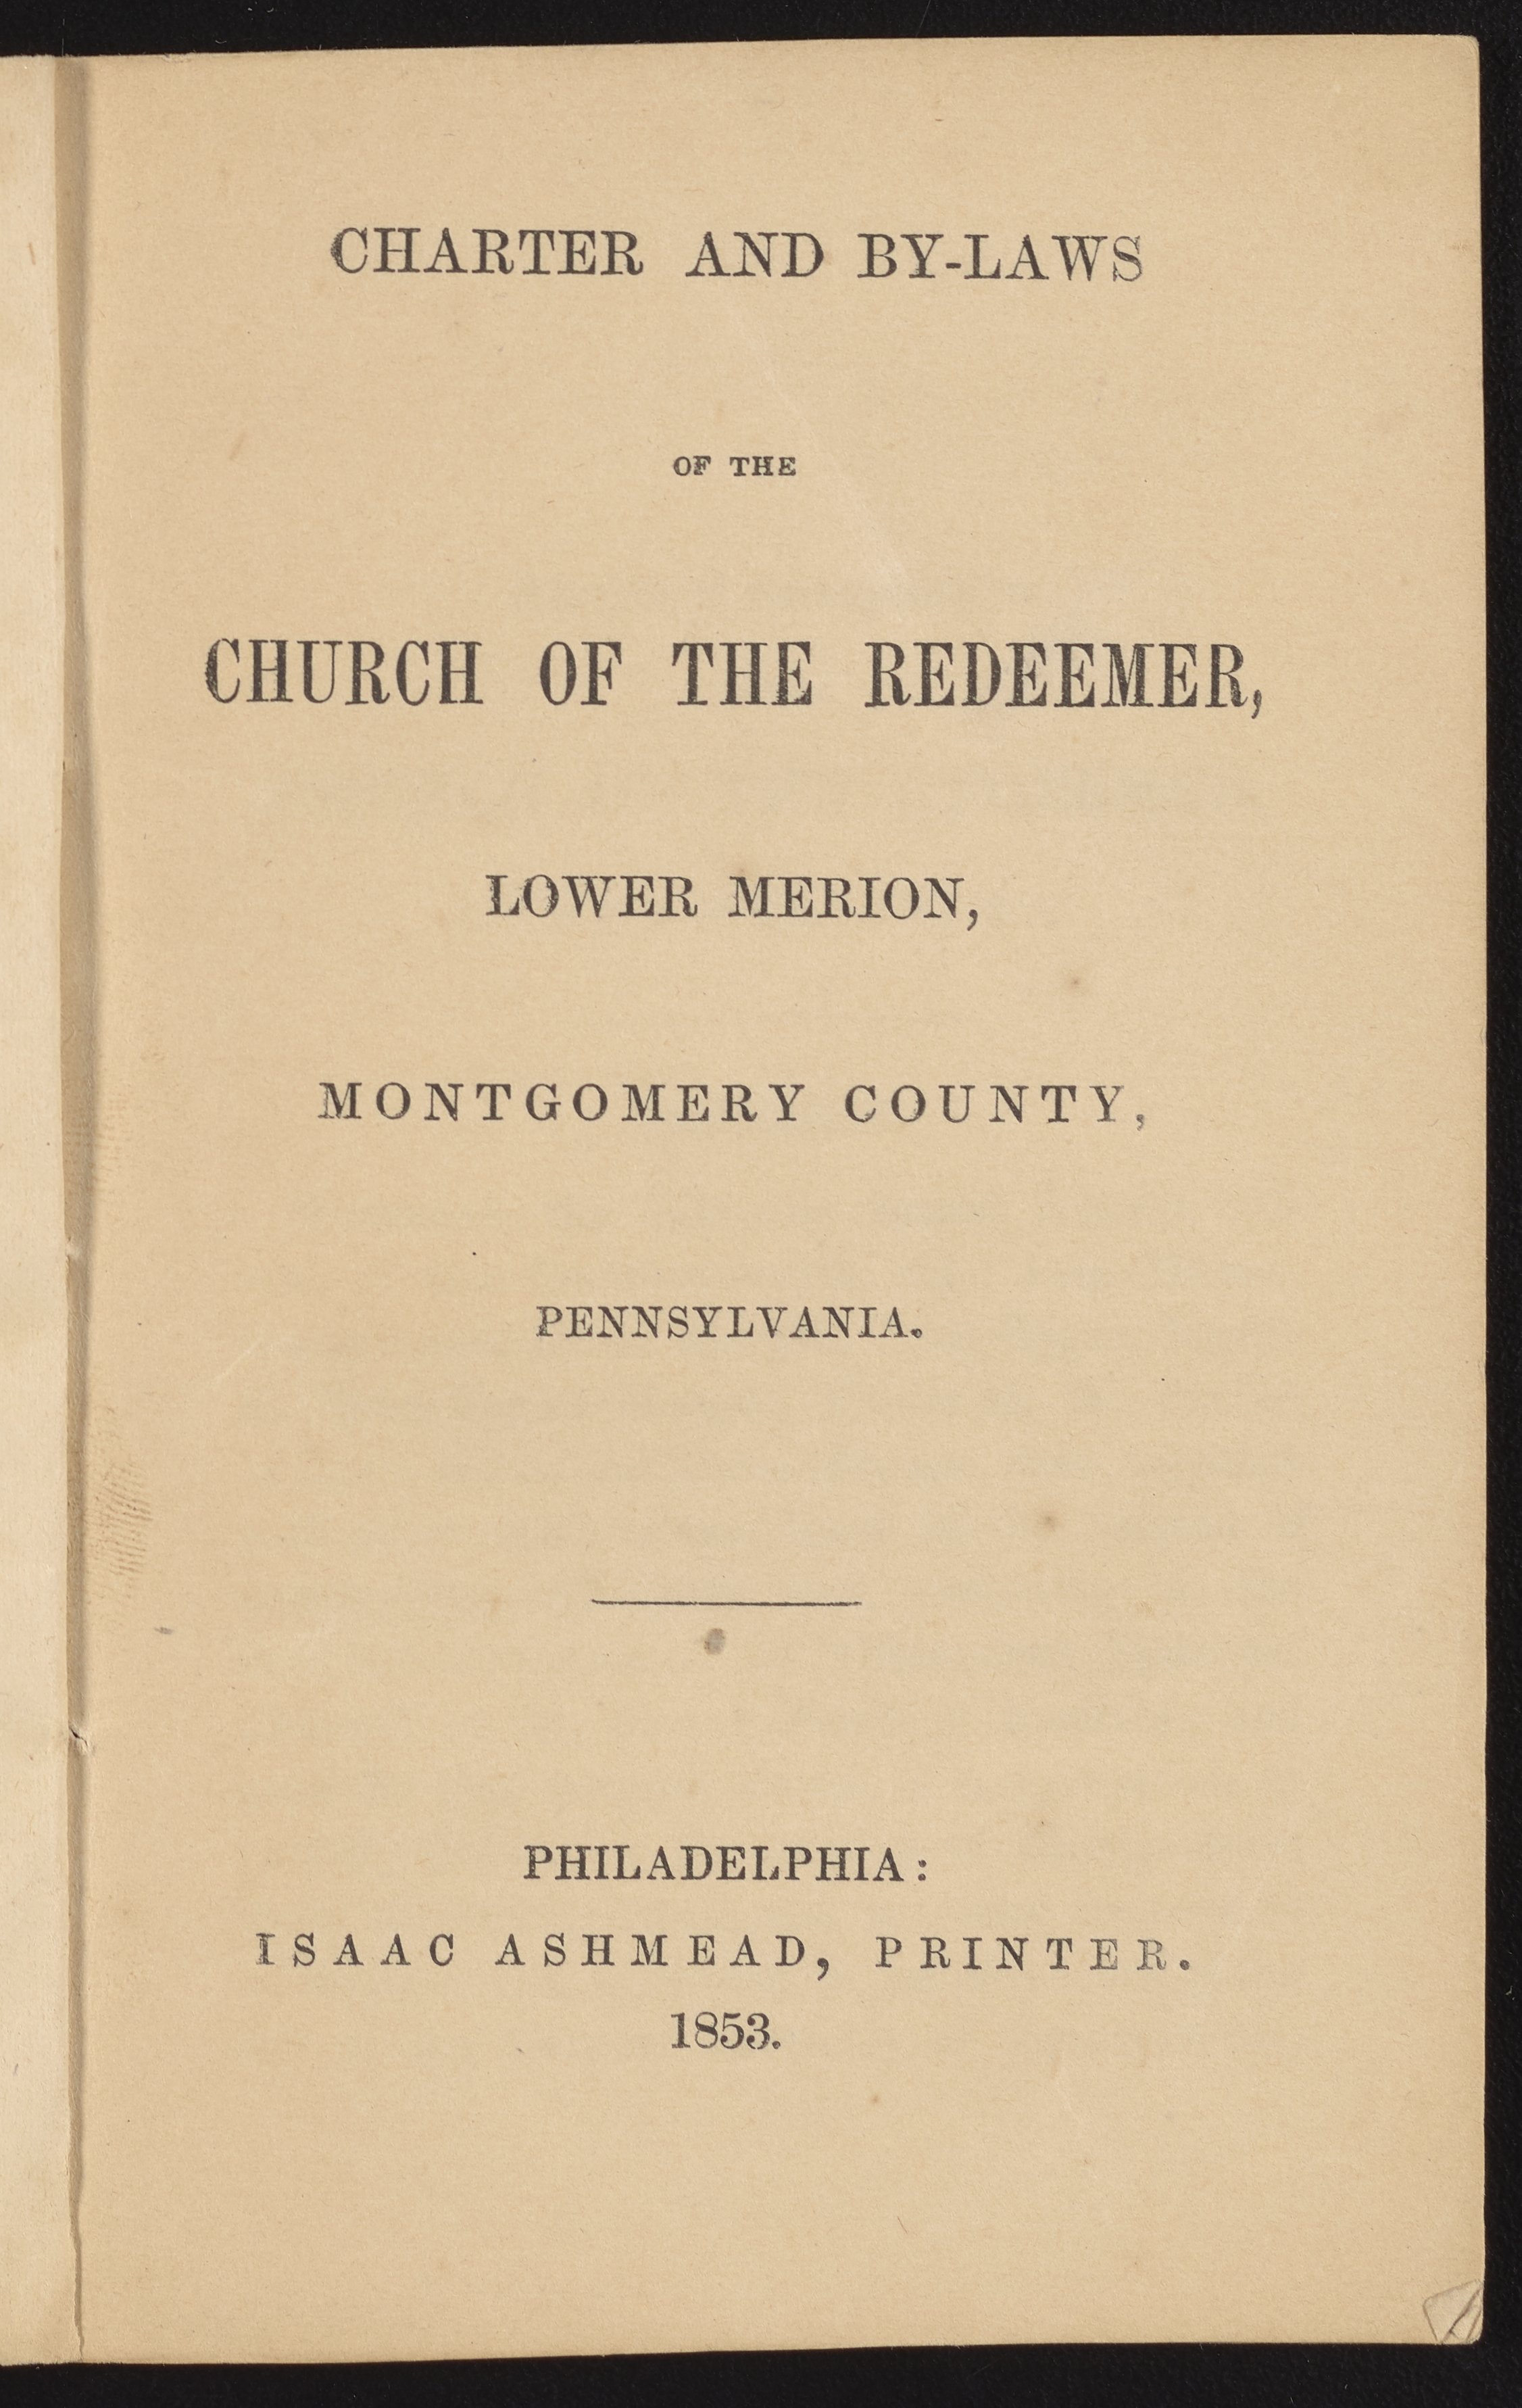 CHARTER AND BY-LAWS
OF THE
CHURCH OF THE REDEEMER,
LOWER MERION,
MONTGOMERY COUNTY,
PENNSYLVANIA.
PHILADELPHIA:
ISAAC ASHMEAD, PRINTER.
1853.